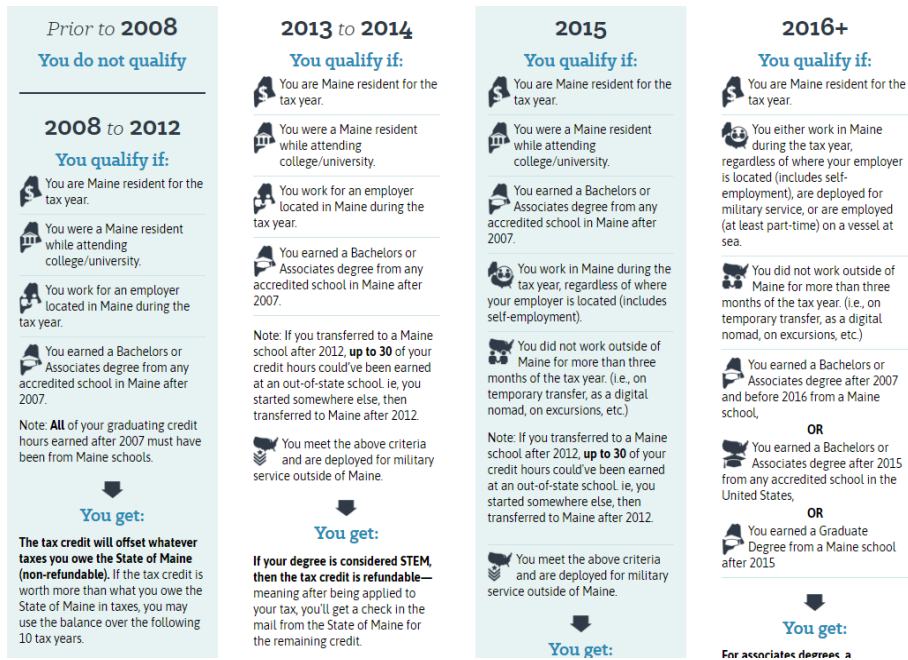 Prior to 2008
You do not qualify
2008 to 2012
You qualify if:
You are Maine resident for the
tax year.
You were a Maine resident
while attending
college/university.
You work for an employer
located in Maine during the
tax year.
You earned a Bachelors or
Associates degree from any
accredited school in Maine after
2007.
Note: All of your graduating credit
hours earned after 2007 must have
been from Maine schools.
You get:
The tax credit will offset whatever
taxes you owe the State of Maine
(non-refundable). If the tax credit is
worth more than what you owe the
State of Maine in taxes, you may
use the balance over the following
10 tax years.
2013 to 2014
You qualify if:
You are Maine resident for the
tax year.
You were a Maine resident
while attending
college/university.
You work for an employer
located in Maine during the
tax year.
You earned a Bachelors or
Associates degree from any
accredited school in Maine after
2007.
Note: If you transferred to a Maine
school after 2012, up to 30 of your
credit hours could've been earned
at an out-of-state school. ie, you
started somewhere else, then
transferred to Maine after 2012.
You meet the above criteria
and are deployed for military
service outside of Maine.
You get:
If your degree is considered STEM,
then the tax credit is refundable—
meaning after being applied to
your tax, you'll get a check in the
mail from the State of Maine for
the remaining credit.
2015
You qualify if:
You are Maine resident for the
tax year.
You were a Maine resident
while attending
college/university.
You earned a Bachelors or
Associates degree from any
accredited school in Maine after
2007.
You work in Maine during the
tax year, regardless of where
your employer is located (includes
self-employment).
You did not work outside of
Maine for more than three
months of the tax year. (i.e., on
temporary transfer, as a digital
nomad, on excursions, etc.)
Note: If you transferred to a Maine
school after 2012, up to 30 of your
credit hours could've been earned
at an out-of-state school. ie, you
started somewhere else, then
transferred to Maine after 2012.
You meet the above criteria
and are deployed for military
service outside of Maine.
You get:
2016+
You qualify if:
You are Maine resident for the
tax year.
You either work in Maine
during the tax year,
regardless of where your employer
is located (includes self-
employment), are deployed for
military service, or are employed
(at least part-time) on a vessel at
sea.
You did not work outside of
Maine for more than three
months of the tax year. (i.e., on
temporary transfer, as a digital
nomad, on excursions, etc.)
You earned a Bachelors or
Associates degree after 2007
and before 2016 from a Maine
school,
OR
You earned a Bachelors or
Associates degree after 2015
from any accredited school in the
United States,
OR
You earned a Graduate
Degree from a Maine school
after 2015
You get:
For associates degrees, a